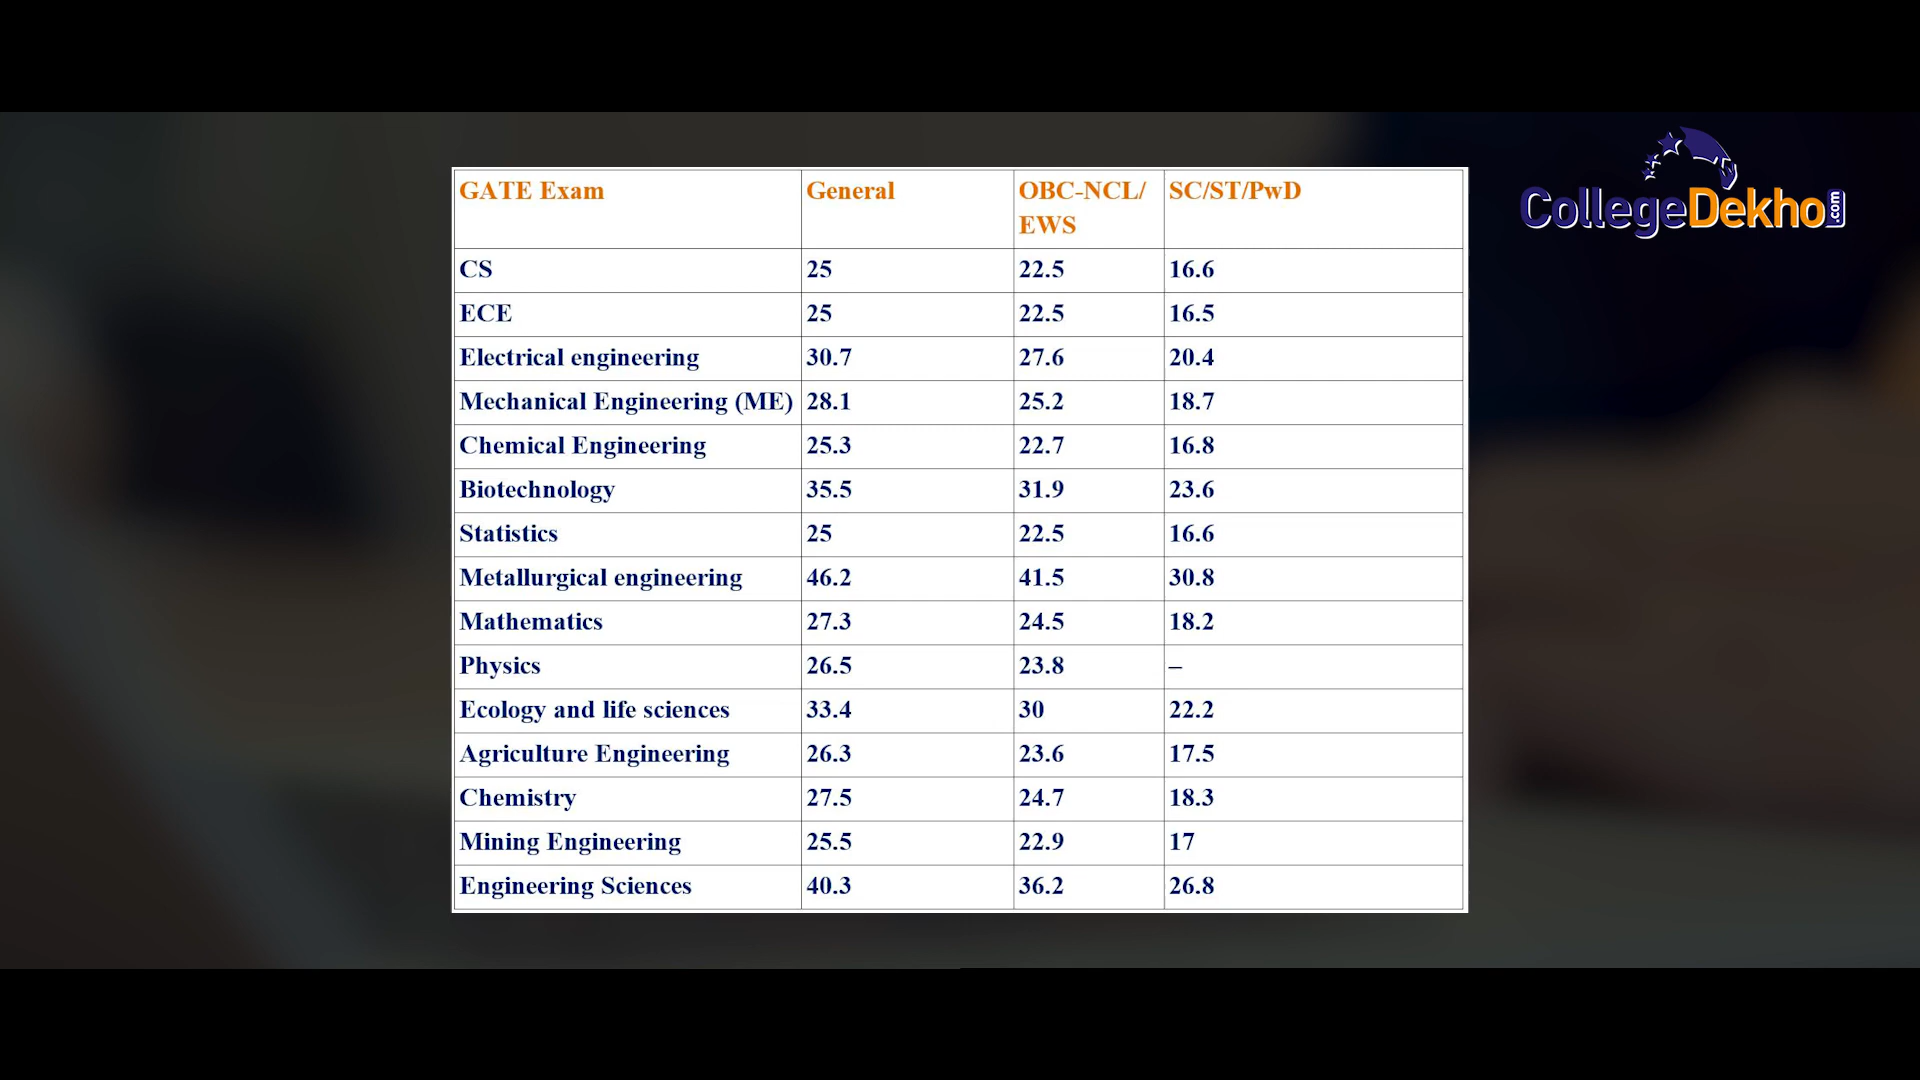 CollegeDekho.com
GATE Exam General OBC-NCL/ SC/ST/PwD
EWS
CS 25 22.5 16.6
ECE 25 22.5 16.5
Electrical engineering 30.7 27.6 20.4
Mechanical Engineering (ME) 28.1 25.2 18.7
Chemical Engineering 25.3 22.7 16.8
Biotechnology 35.5 31.9 23.6
Statistics 25 22.5 16.6
Metallurgical engineering 46.2 41.5 30.8
Mathematics 27.3 24.5 18.2
Physics 26.5 23.8 –
Ecology and life sciences 33.4 30 22.2
Agriculture Engineering 26.3 23.6 17.5
Chemistry 27.5 24.7 18.3
Mining Engineering 25.5 22.9 17
Engineering Sciences 40.3 36.2 26.8